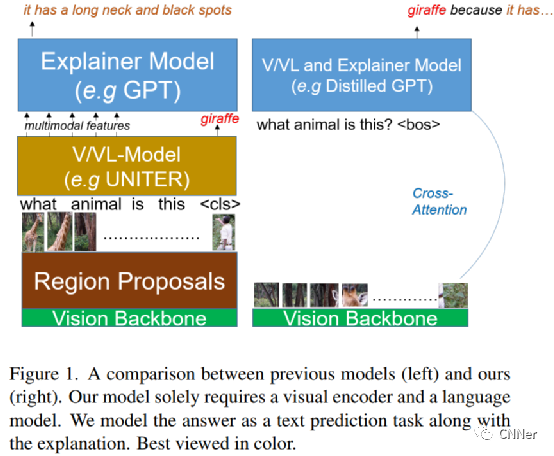 it has a long neck and black spots
giraffe because it has...
Explainer Model
(e.g GPT)
V/VL and Explainer Model
(e.g Distilled GPT)
multimodal features
giraffe
what animal is this? <bos>
V/VL-Model
(e.g UNITER)
what animal is this <cls>
Cross-
Attention
Region Proposals
Vision Backbone
Vision Backbone
Figure 1. A comparison between previous models (left) and ours
(right). Our model solely requires a visual encoder and a language
model. We model the answer as a text prediction task along with
the explanation. Best viewed in color.
CNNer